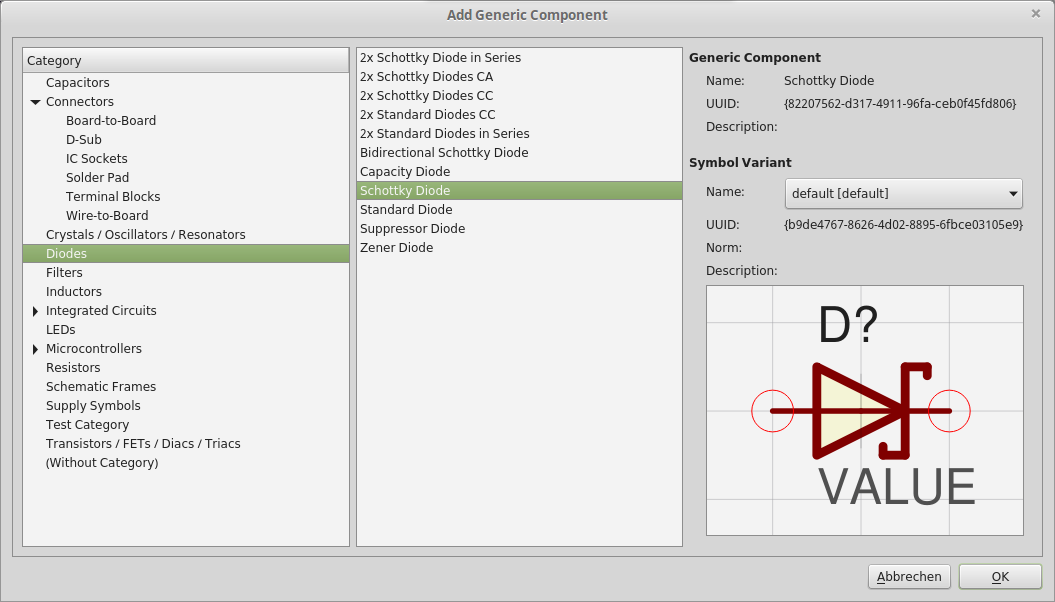 Add Generic Component
Category
Capacitors
Connectors
Board-to-Board
D-Sub
IC Sockets
Solder Pad
Terminal Blocks
Wire-to-Board
Crystals / Oscillators / Resonators
Diodes
Filters
Inductors
Integrated Circuits
LEDs
Microcontrollers
Resistors
Schematic Frames
Supply Symbols
Test Category
Transistors / FETs / Diacs / Triacs
(Without Category)
2x Schottky Diode in Series
2x Schottky Diodes CA
2x Schottky Diodes CC
2x Standard Diodes CC
2x Standard Diodes in Series
Bidirectional Schottky Diode
Capacity Diode
Schottky Diode
Standard Diode
Suppressor Diode
Zener Diode
Generic Component
Name: Schottky Diode
UUID: {82207562-d317-4911-96fa-ceb0f45fd806}
Description:
Symbol Variant
Name: default [default]
UUID: {b9de4767-8626-4d02-8895-6fbce03105e9}
Norm:
Description:
D?
VALUE
Abbrechen
OK